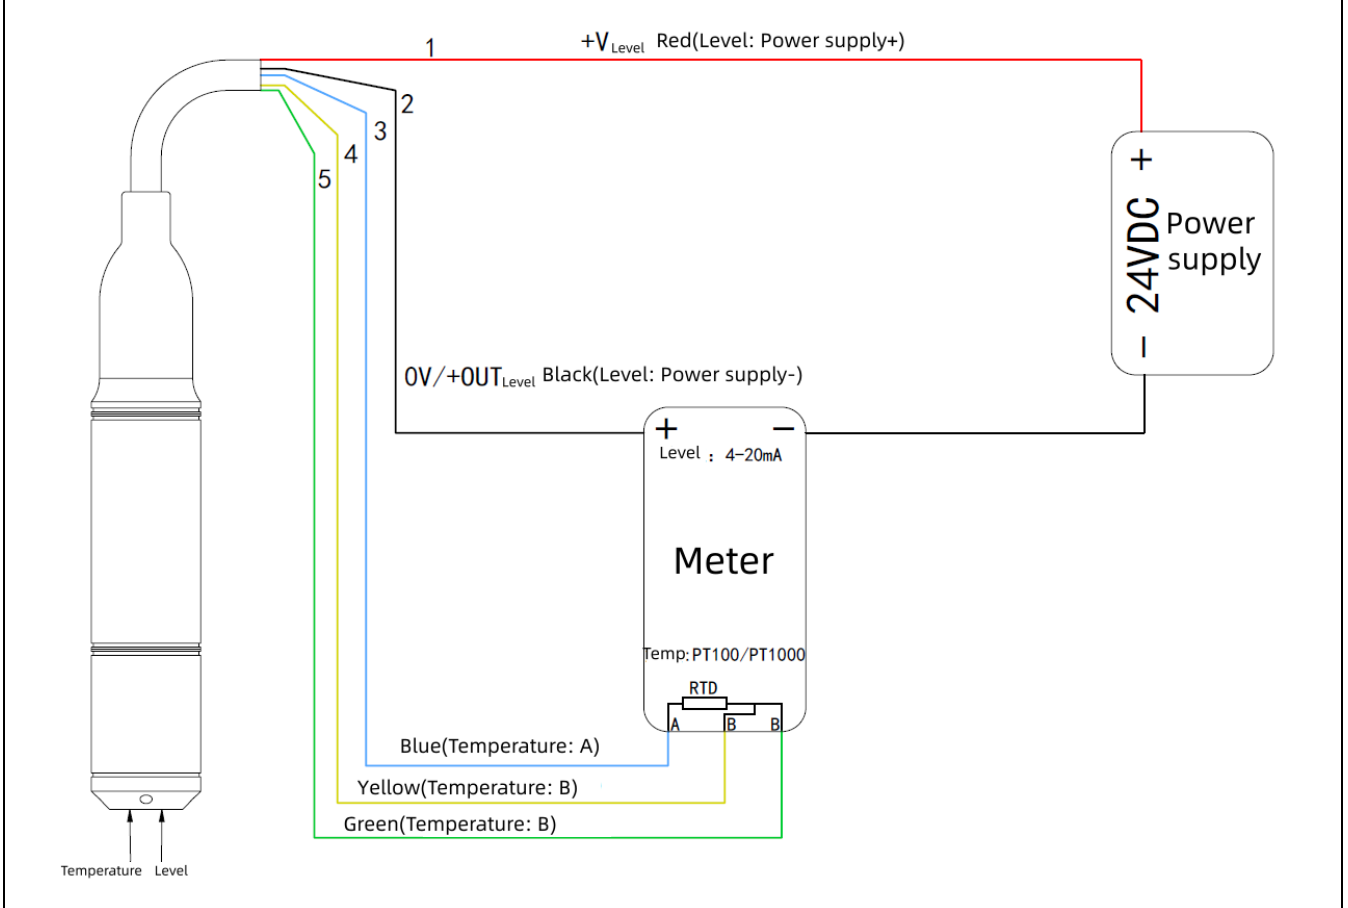 1
+V Level Red(Level: Power supply+)
2
3
4
5
+
24VDC
−
Power
supply
0V/+OUT Level Black(Level: Power supply-)
+ −
Level : 4-20mA
Meter
Temp:PT100/PT1000
RTD
A B B
Blue(Temperature: A)
Yellow(Temperature: B)
Green(Temperature: B)
Temperature Level